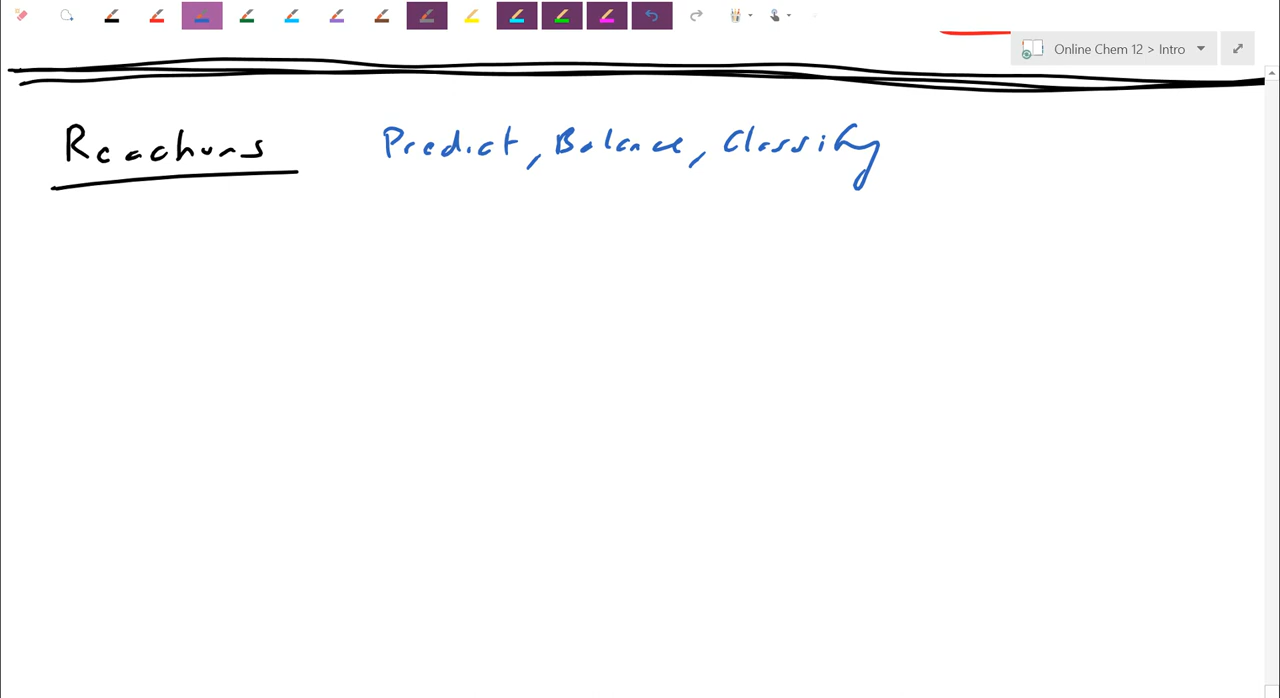 Online Chem 12 > Intro
Reactions Predict, Balance, Classify